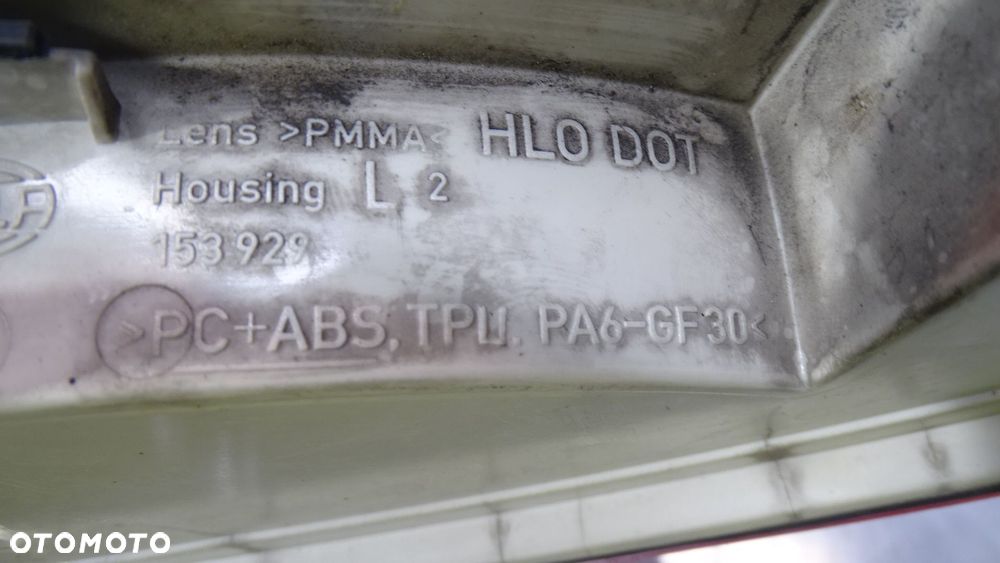 Lens >PMMA< HLO DOT
Housing L 2
153 929
>PC+ABS, TPU, PA6-GF30<
OTOMOTO